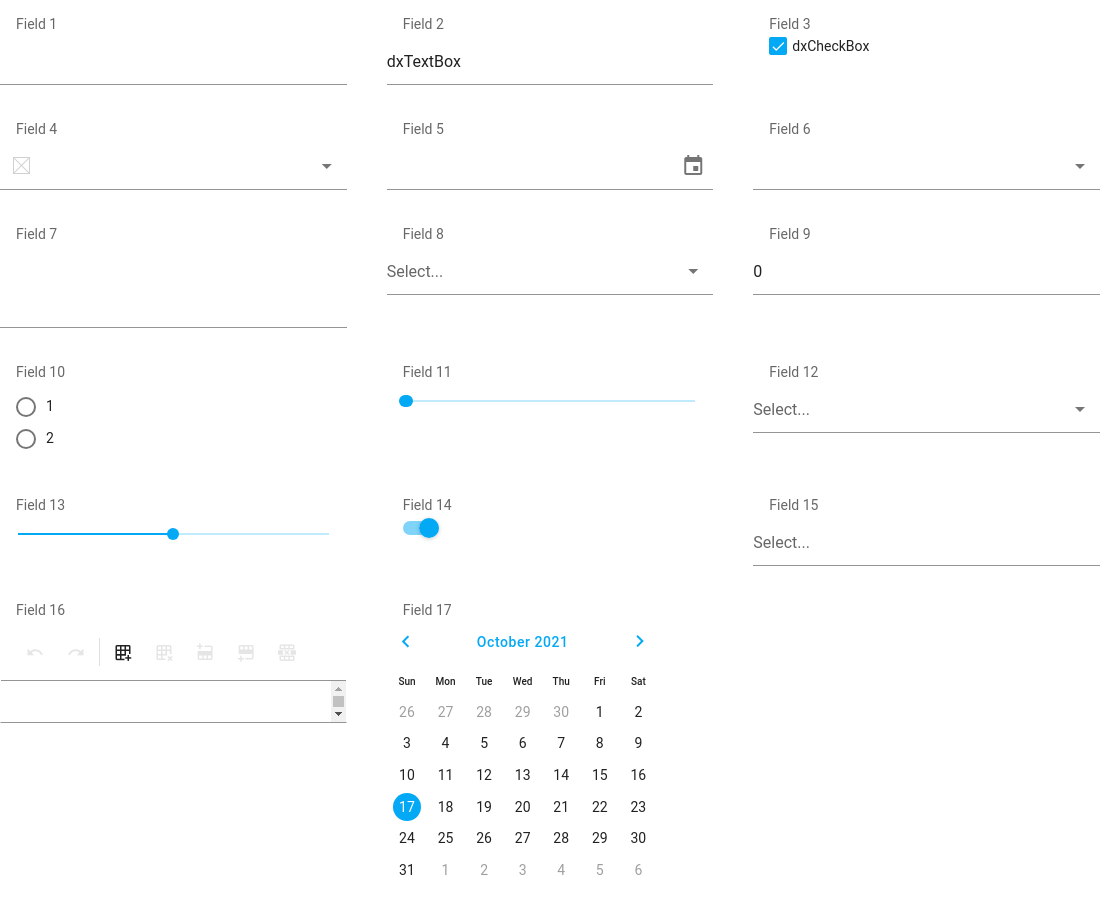 Field 1
Field 2
Field 3
dxTextBox
dxCheckBox
Field 4
Field 5
Field 6
Field 7
Field 8
Field 9
Select...
0
Field 10
Field 11
Field 12
1
2
Select...
Field 13
Field 14
Field 15
Select...
Field 16
Field 17
October 2021
Sun Mon Tue Wed Thu Fri Sat
26 27 28 29 30 1 2
3 4 5 6 7 8 9
10 11 12 13 14 15 16
17 18 19 20 21 22 23
24 25 26 27 28 29 30
31 1 2 3 4 5 6